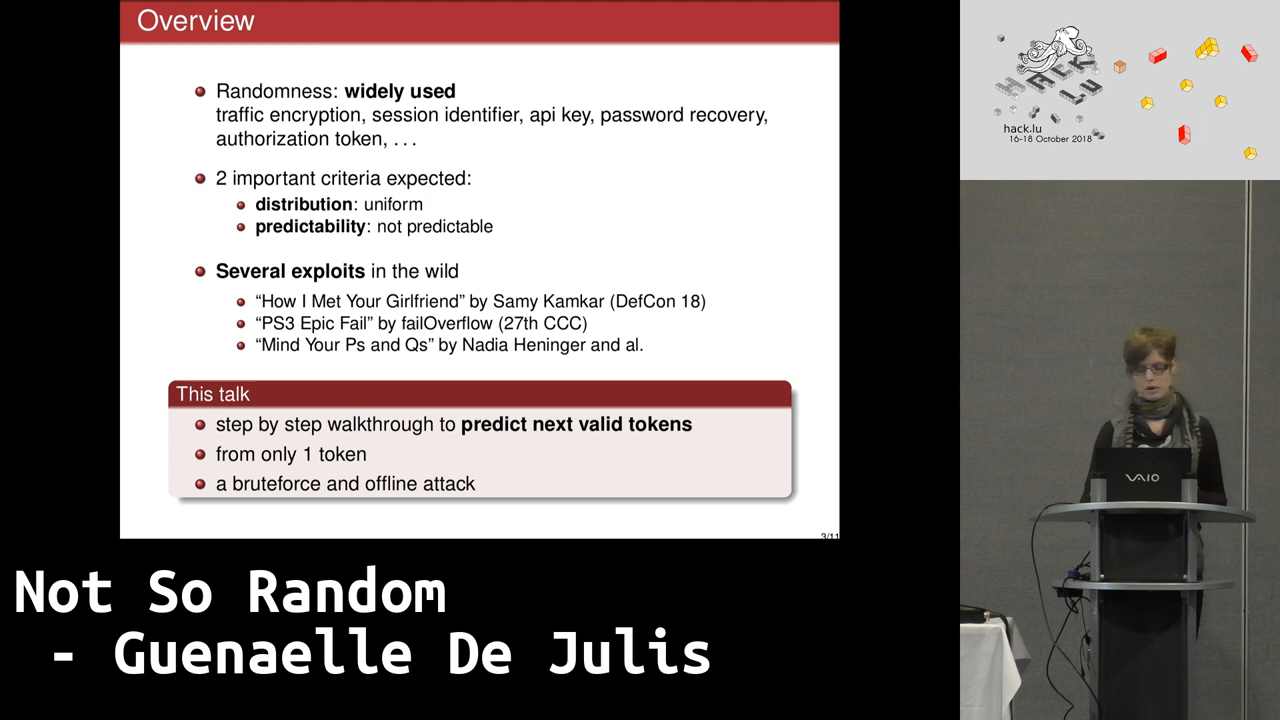 Overview
Randomness: widely used
traffic encryption, session identifier, api key, password recovery,
authorization token, . . .
2 important criteria expected:
distribution: uniform
predictability: not predictable
Several exploits in the wild
“How I Met Your Girlfriend” by Samy Kamkar (DefCon 18)
“PS3 Epic Fail” by failOverflow (27th CCC)
“Mind Your Ps and Qs” by Nadia Heninger and al.
This talk
step by step walkthrough to predict next valid tokens
from only 1 token
a bruteforce and offline attack
3/11
Not So Random
- Guenaelle De Julis
HACK
LU
hack.lu
16-18 October 2018
VAIO